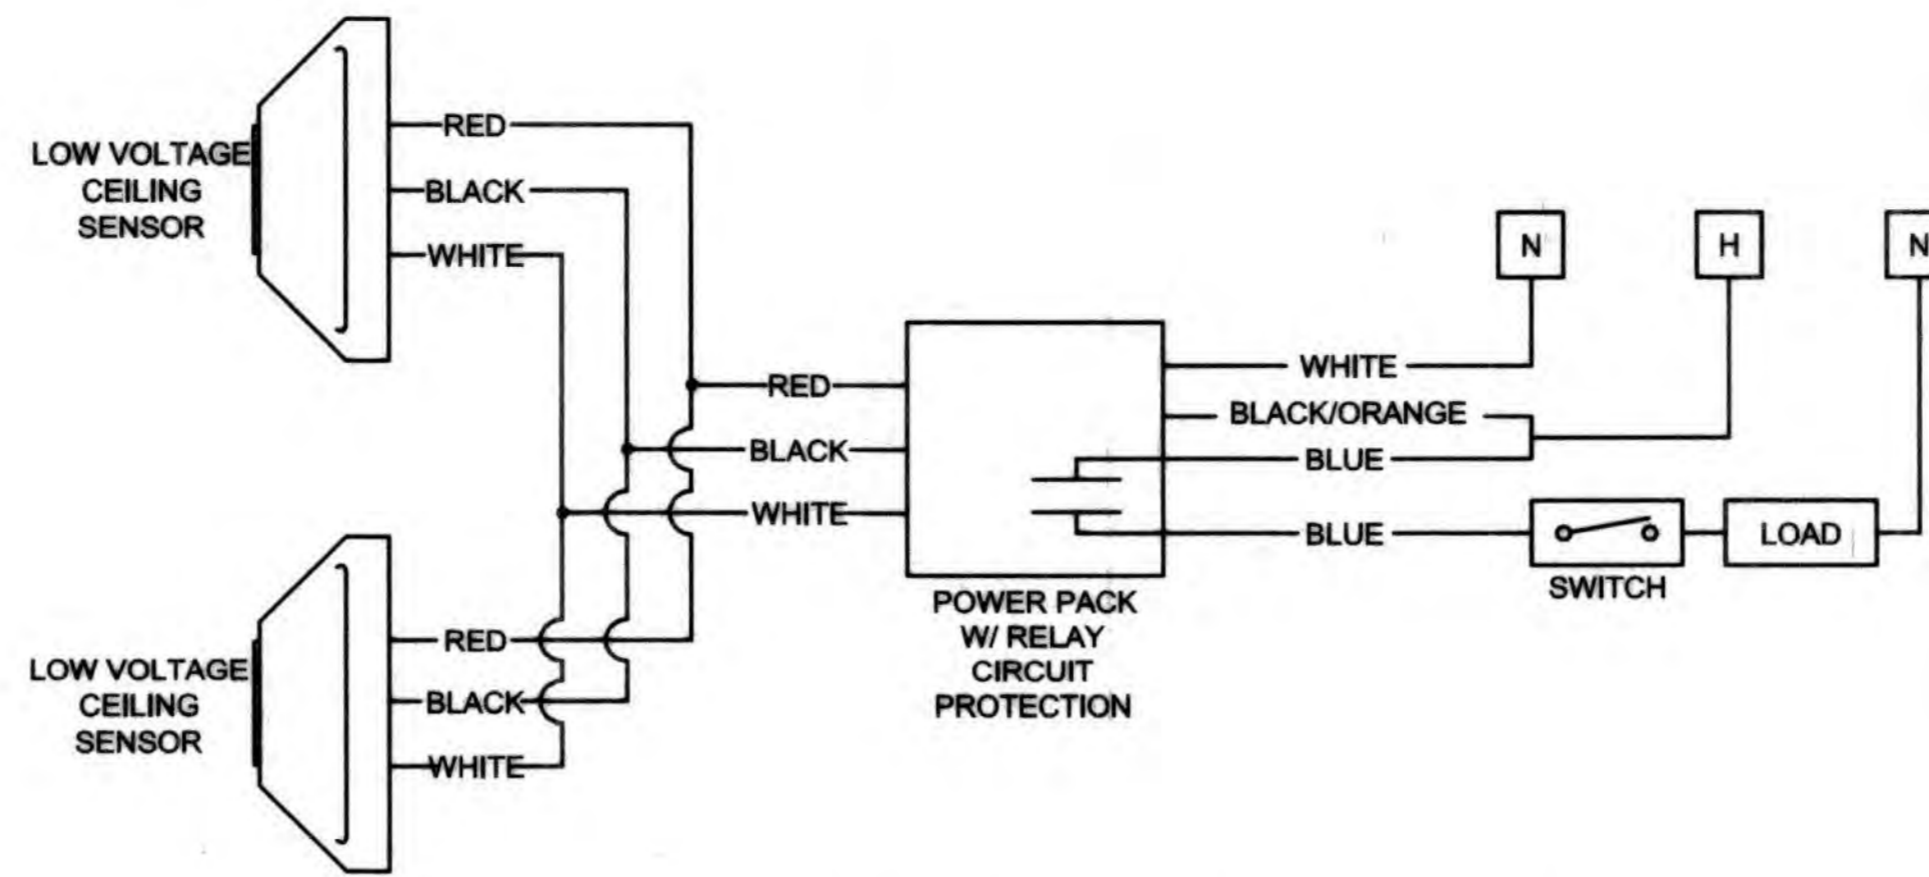 LOW VOLTAGE
CEILING
SENSOR
RED
BLACK
WHITE
LOW VOLTAGE
CEILING
SENSOR
RED
BLACK
WHITE
RED
BLACK
WHITE
POWER PACK
W/ RELAY
CIRCUIT
PROTECTION
WHITE
BLACK/ORANGE
BLUE
BLUE
N
H
N
SWITCH
LOAD